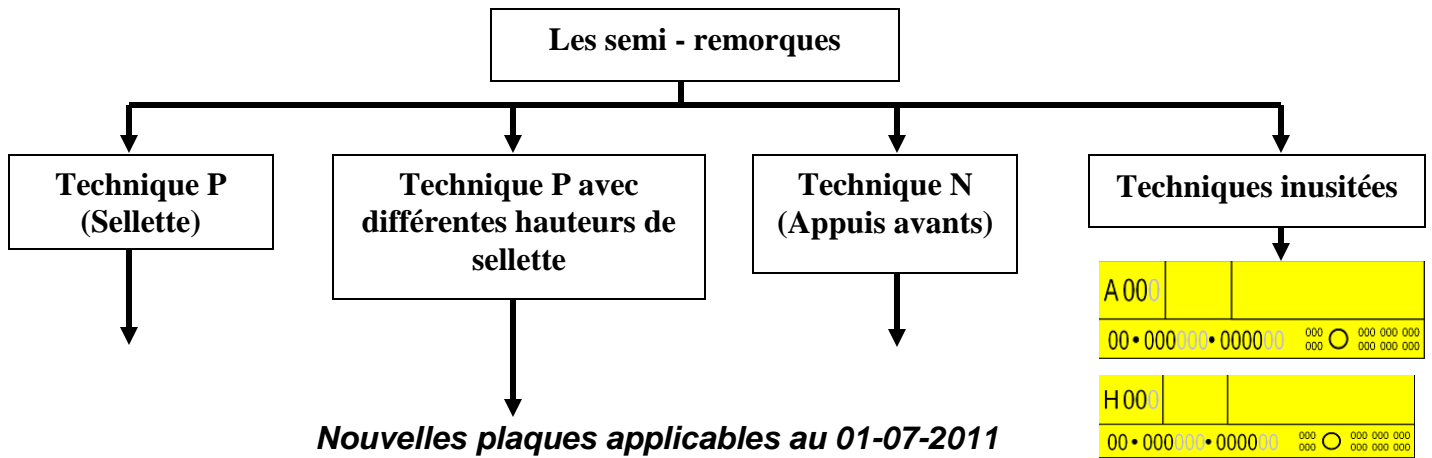 Les semi - remorques
Technique P
(Sellette)
Technique P avec
différentes hauteurs de
sellette
Technique N
(Appuis avants)
Techniques inusitées
A 000
00 • 000000 • 000000 000 000 000 000
000 000 000 000
H 000
00 • 000000 • 000000 000 000 000 000
000 000 000 000
Nouvelles plaques applicables au 01-07-2011